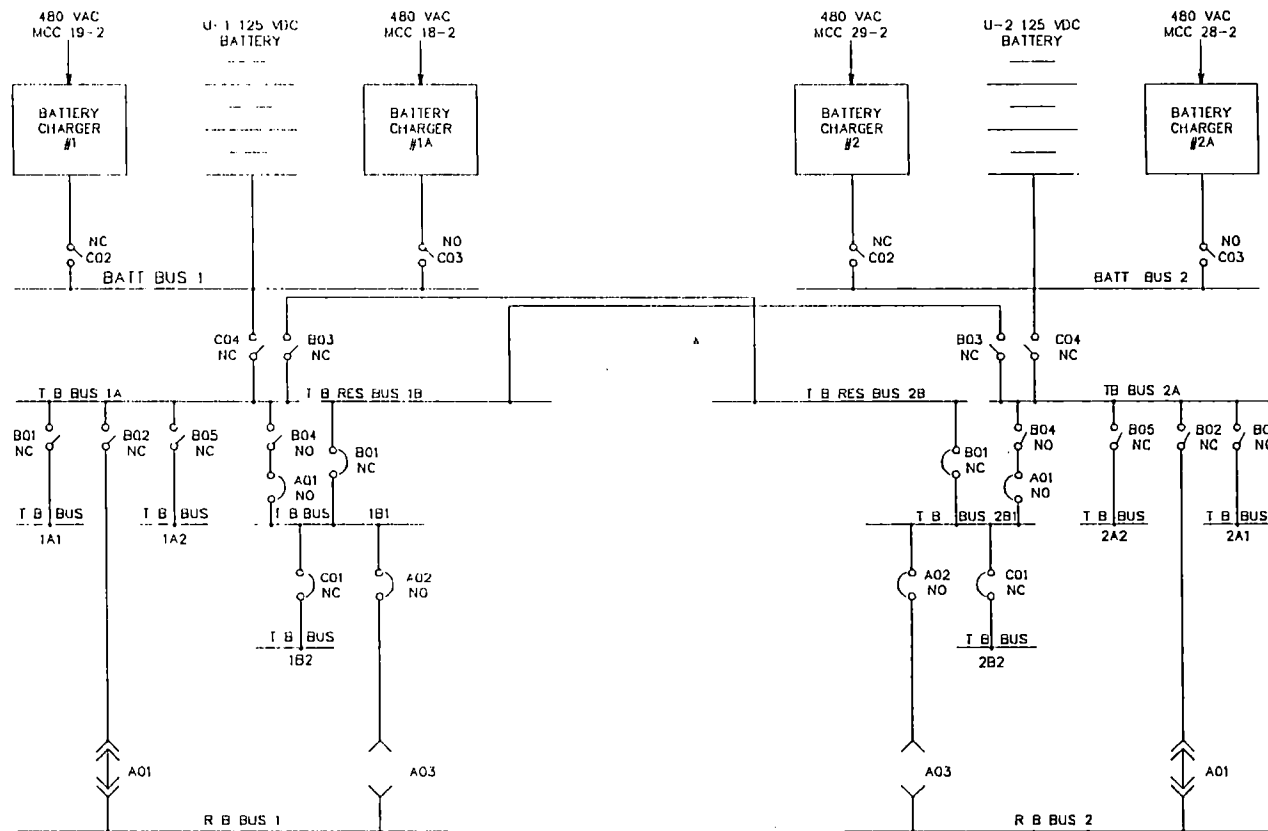 480 VAC
MCC 19-2
U-1 125 VDC
BATTERY
480 VAC
MCC 18-2
480 VAC
MCC 29-2
U-2 125 VDC
BATTERY
480 VAC
MCC 28-2
BATTERY
CHARGER
#1
BATTERY
CHARGER
#1A
BATTERY
CHARGER
#2
BATTERY
CHARGER
#2A
NC
C02
NO
C03
NC
C02
NO
C03
BATT BUS 1
BATT BUS 2
C04
NC
B03
NC
B03
NC
C04
NC
T B BUS 1A
T B RES BUS 1B
T B RES BUS 2B
TB BUS 2A
B01
NC
B02
NC
B05
NC
B04
NO
B01
NC
A01
NO
B01
NC
B04
NO
A01
NO
B05
NC
B02
NC
T B BUS
1A1
T B BUS
1A2
T B BUS
1B1
T B BUS 2B1
T B BUS
2A2
T B BUS
2A1
C01
NC
A02
NO
A02
NO
C01
NC
T B BUS
1B2
T B BUS
2B2
A01
A03
A03
A01
R B BUS 1
R B BUS 2